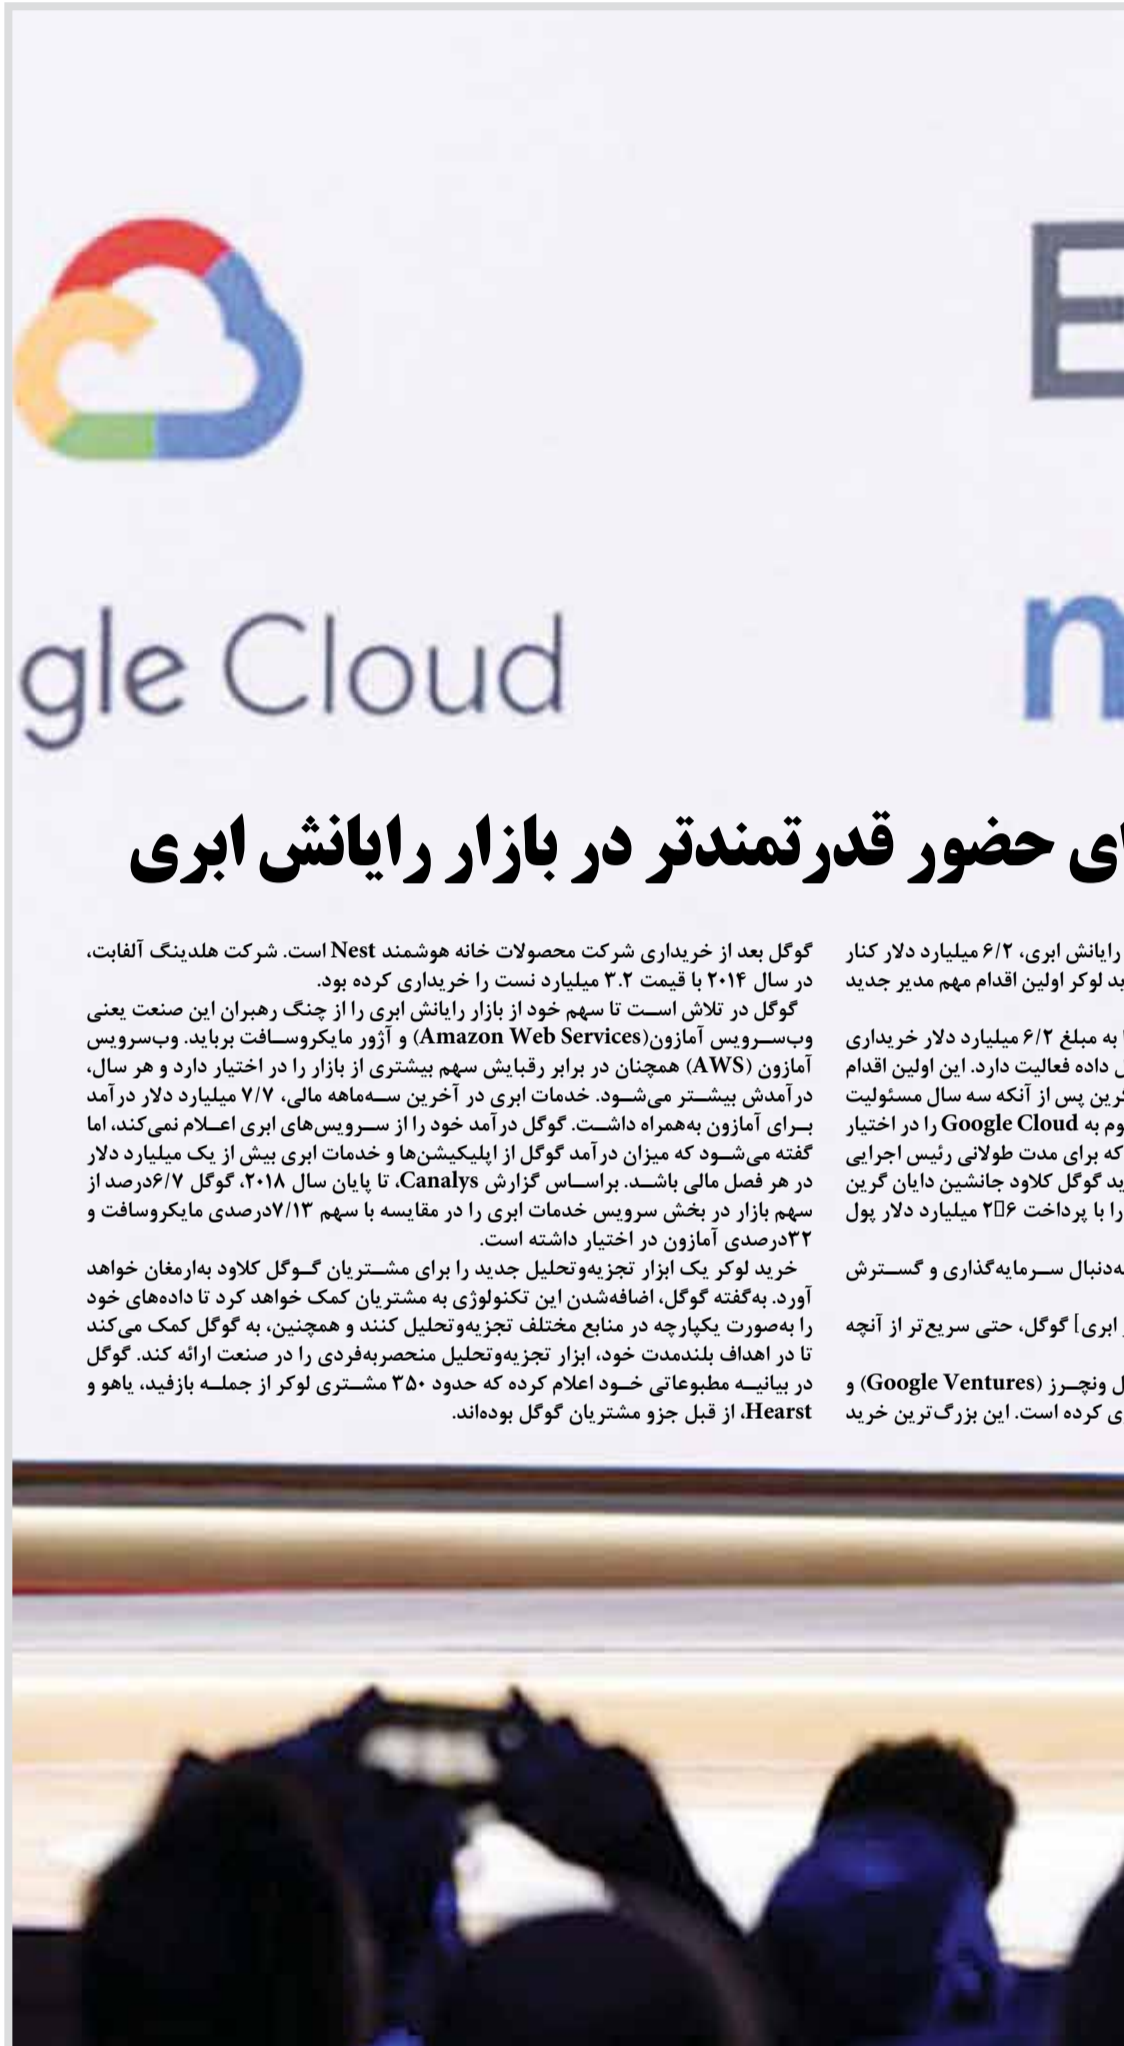 E
gle Cloud
n
ای حضور قدرتمندتر در بازار رایانش ابری
رایانش ابری، ۶/۲ میلیارد دلار کنار
ید لوکر اولین اقدام مهم مدیر جدید
به مبلغ ۶/۲ میلیارد دلار خریداری
داده فعالیت دارد. این اولین اقدام
گرین پس از آنکه سه سال مسئولیت
وم به Google Cloud را در اختیار
که برای مدت طولانی رئیس اجرایی
ید گوگل کلاود جانشین دایان گرین
را با پرداخت ۲۶ میلیارد دلار پول
ه‌دنبال سرمایه‌گذاری و گسترش
ابری] گوگل، حتی سریع‌تر از آنچه
ل ونچرز (Google Ventures) و
ی کرده است. این بزرگ‌ترین خرید
گوگل بعد از خریداری شرکت محصولات خانه هوشمند Nest است. شرکت هلدینگ آلفابت،
در سال ۲۰۱۴ با قیمت ۳.۲ میلیارد نست را خریداری کرده بود.
گوگل در تلاش است تا سهم خود از بازار رایانش ابری را از چنگ رهبران این صنعت یعنی
وب‌سرویس آمازون(Amazon Web Services) و آژور مایکروسافت برباید. وب‌سرویس
آمازون (AWS) همچنان در برابر رقبایش سهم بیشتری از بازار را در اختیار دارد و هر سال،
درآمدش بیشتر می‌شود. خدمات ابری در آخرین سه‌ماهه مالی، ۷/۷ میلیارد دلار درآمد
برای آمازون به‌همراه داشت. گوگل درآمد خود را از سرویس‌های ابری اعلام نمی‌کند، اما
گفته می‌شود که میزان درآمد گوگل از اپلیکیشن‌ها و خدمات ابری بیش از یک میلیارد دلار
در هر فصل مالی باشد. براساس گزارش Canalys، تا پایان سال ۲۰۱۸، گوگل ۶/۷درصد از
سهم بازار در بخش سرویس خدمات ابری را در مقایسه با سهم ۷/۱۳درصدی مایکروسافت و
۳۲درصدی آمازون در اختیار داشته است.
خرید لوکر یک ابزار تجزیه‌وتحلیل جدید را برای مشتریان گوگل کلاود به‌ارمغان خواهد
آورد. به‌گفته گوگل، اضافه‌شدن این تکنولوژی به مشتریان کمک خواهد کرد تا داده‌های خود
را به‌صورت یکپارچه در منابع مختلف تجزیه‌وتحلیل کنند و همچنین، به گوگل کمک می‌کند
تا در اهداف بلندمدت خود، ابزار تجزیه‌وتحلیل منحصربه‌فردی را در صنعت ارائه کند. گوگل
در بیانیه مطبوعاتی خود اعلام کرده که حدود ۳۵۰ مشتری لوکر از جمله بازفید، یاهو و
Hearst، از قبل جزو مشتریان گوگل بوده‌اند.